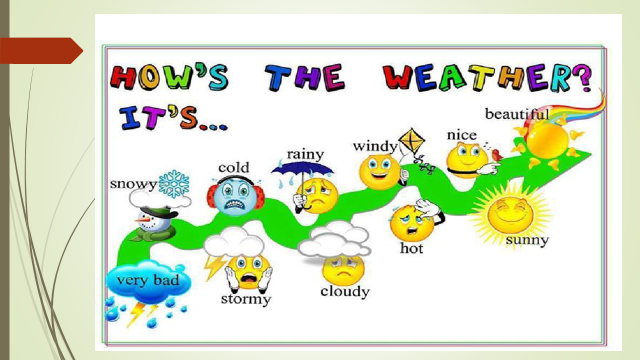 HOW'S THE WEATHER?
IT'S...
beautiful
nice
windy
rainy
cold
snowy
hot
sunny
very bad
stormy
cloudy